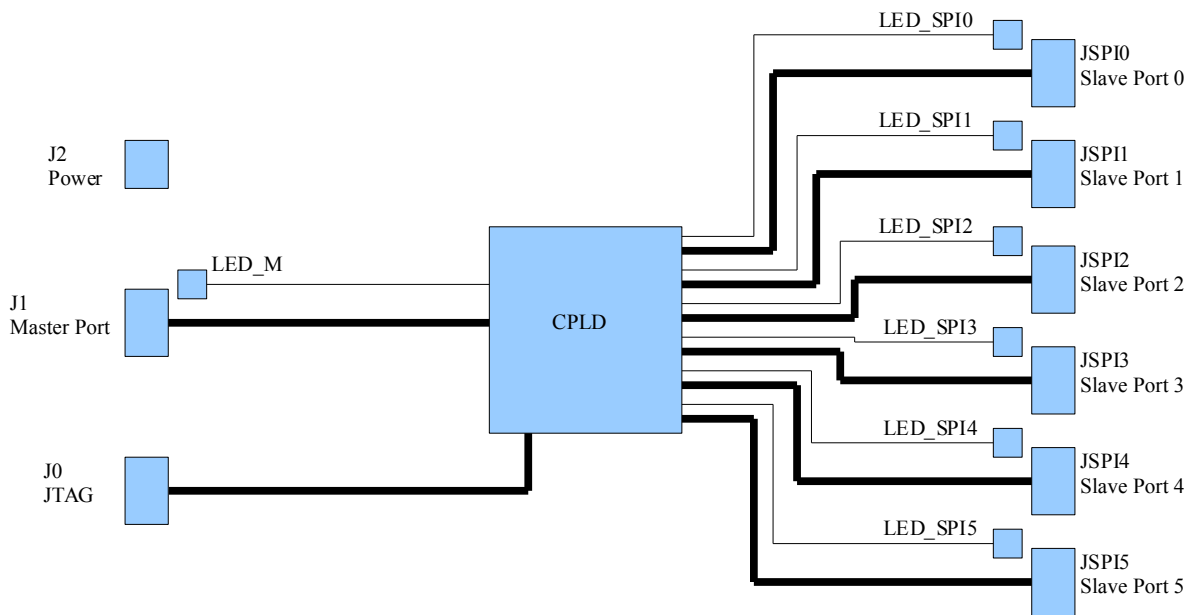 LED_SPI0
JSPI0
Slave Port 0
LED_SPI1
JSPI1
Slave Port 1
J2
Power
LED_SPI2
JSPI2
Slave Port 2
LED_M
J1
Master Port
CPLD
LED_SPI3
JSPI3
Slave Port 3
LED_SPI4
JSPI4
Slave Port 4
J0
JTAG
LED_SPI5
JSPI5
Slave Port 5